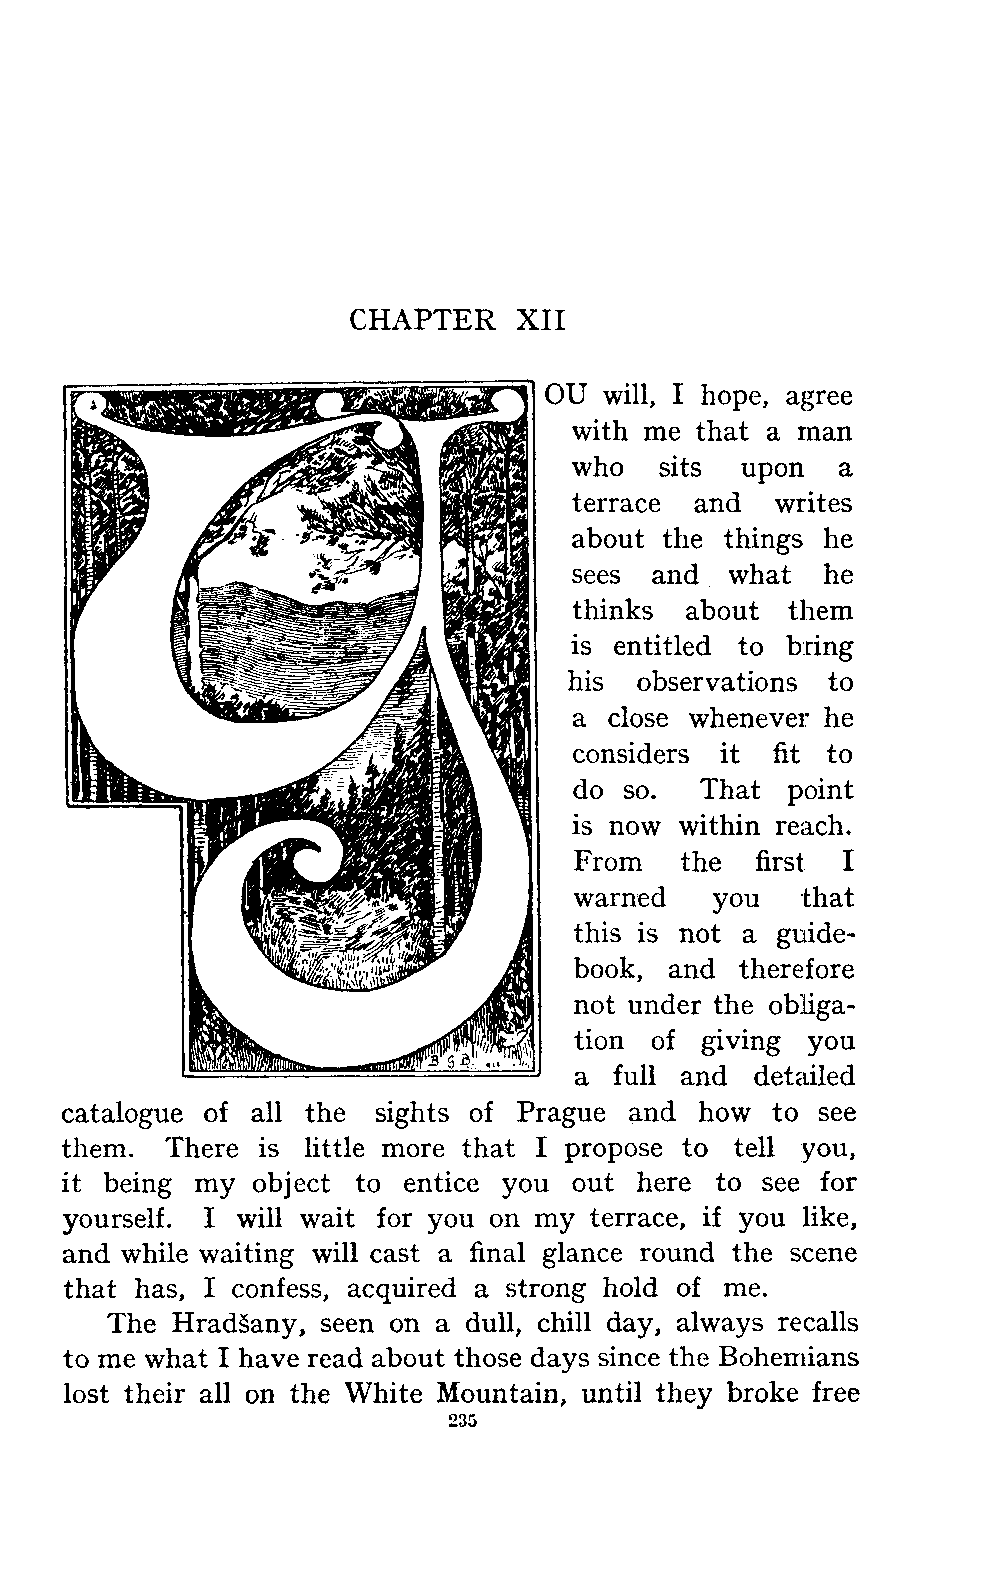 CHAPTER XII
YOU will, I hope, agree
with me that a man
who sits upon a
terrace and writes
about the things he
sees and what he
thinks about them
is entitled to bring
his observations to
a close whenever he
considers it fit to
do so. That point
is now within reach.
From the first I
warned you that
this is not a guide-
book, and therefore
not under the obliga-
tion of giving you
a full and detailed
catalogue of all the sights of Prague and how to see
them. There is little more that I propose to tell you,
it being my object to entice you out here to see for
yourself. I will wait for you on my terrace, if you like,
and while waiting will cast a final glance round the scene
that has, I confess, acquired a strong hold of me.
The Hradšany, seen on a dull, chill day, always recalls
to me what I have read about those days since the Bohemians
lost their all on the White Mountain, until they broke free
235